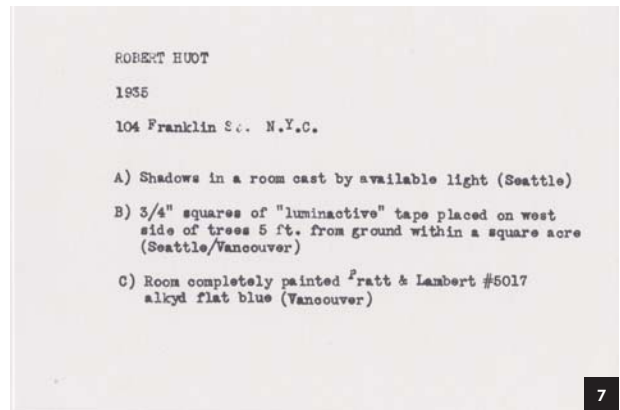 ROBERT HUOT
1935
104 Franklin St. N.Y.C.
A) Shadows in a room cast by available light (Seattle)
B) 3/4" squares of "luminactive" tape placed on west
side of trees 5 ft. from ground within a square acre
(Seattle/Vancouver)
C) Room completely painted Pratt & Lambert #5017
alkyd flat blue (Vancouver)
7